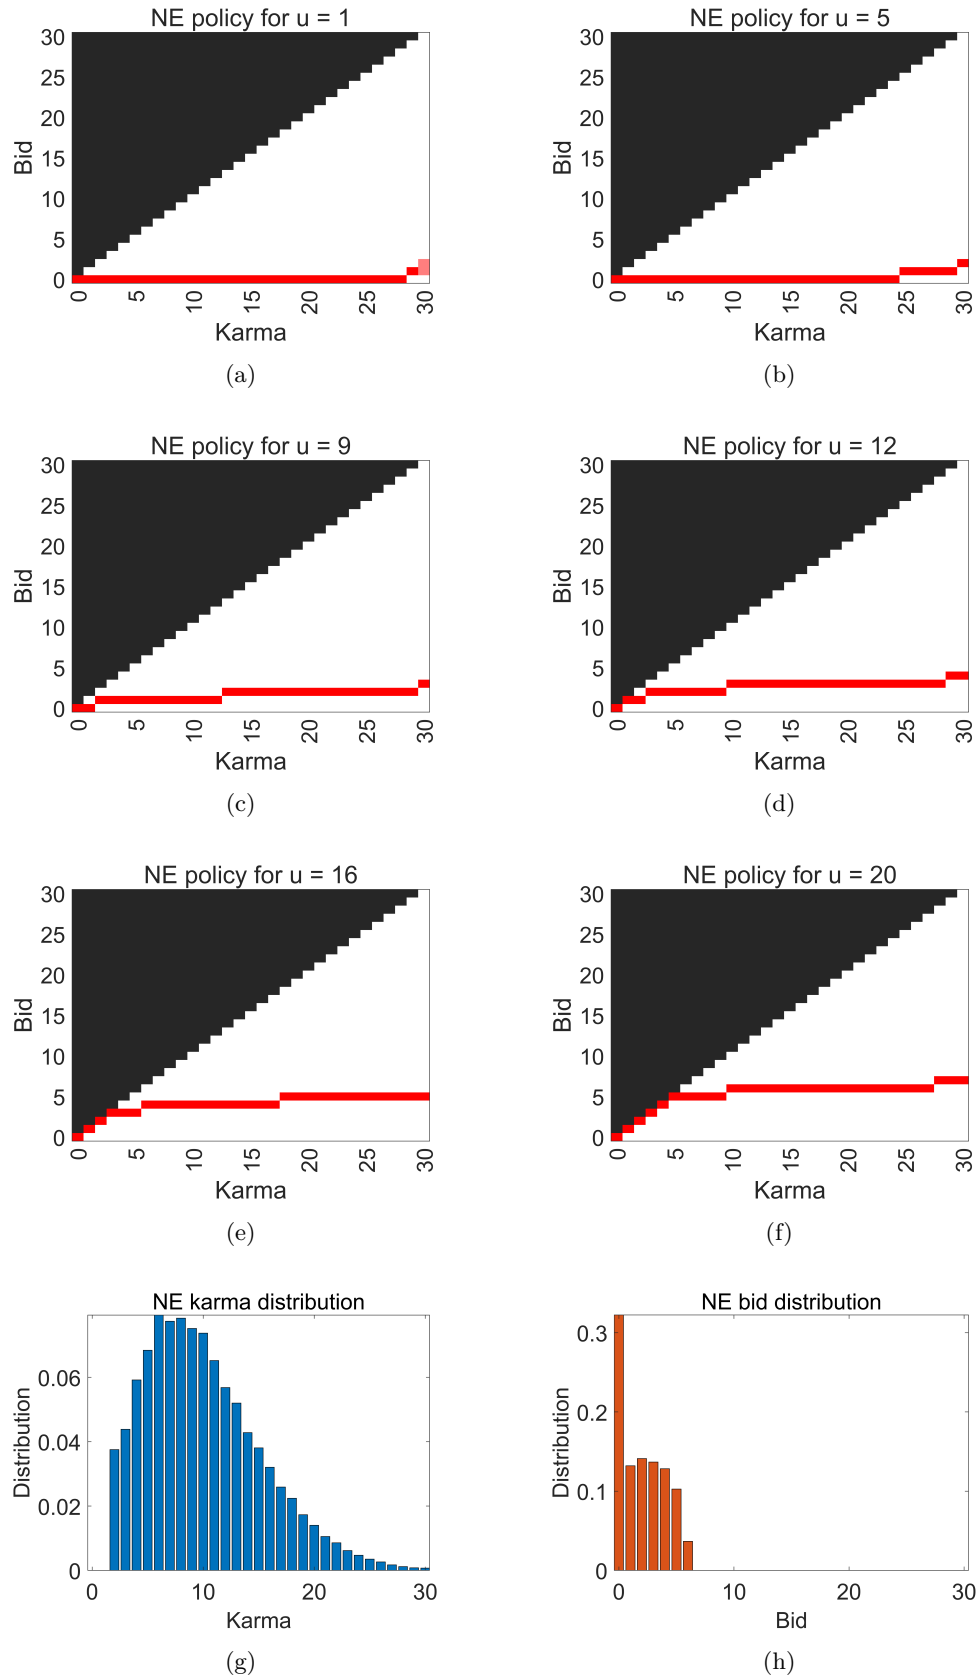 NE policy for u = 1
30
25
20
15
10
5
0
Bid
0 5 10 15 20 25 30
Karma
(a)
NE policy for u = 5
30
25
20
15
10
5
0
Bid
0 5 10 15 20 25 30
Karma
(b)
NE policy for u = 9
30
25
20
15
10
5
0
Bid
0 5 10 15 20 25 30
Karma
(c)
NE policy for u = 12
30
25
20
15
10
5
0
Bid
0 5 10 15 20 25 30
Karma
(d)
NE policy for u = 16
30
25
20
15
10
5
0
Bid
0 5 10 15 20 25 30
Karma
(e)
NE policy for u = 20
30
25
20
15
10
5
0
Bid
0 5 10 15 20 25 30
Karma
(f)
NE karma distribution
0.06
0.04
0.02
0
Distribution
0 10 20 30
Karma
(g)
NE bid distribution
0.3
0.2
0.1
0
Distribution
0 10 20 30
Bid
(h)